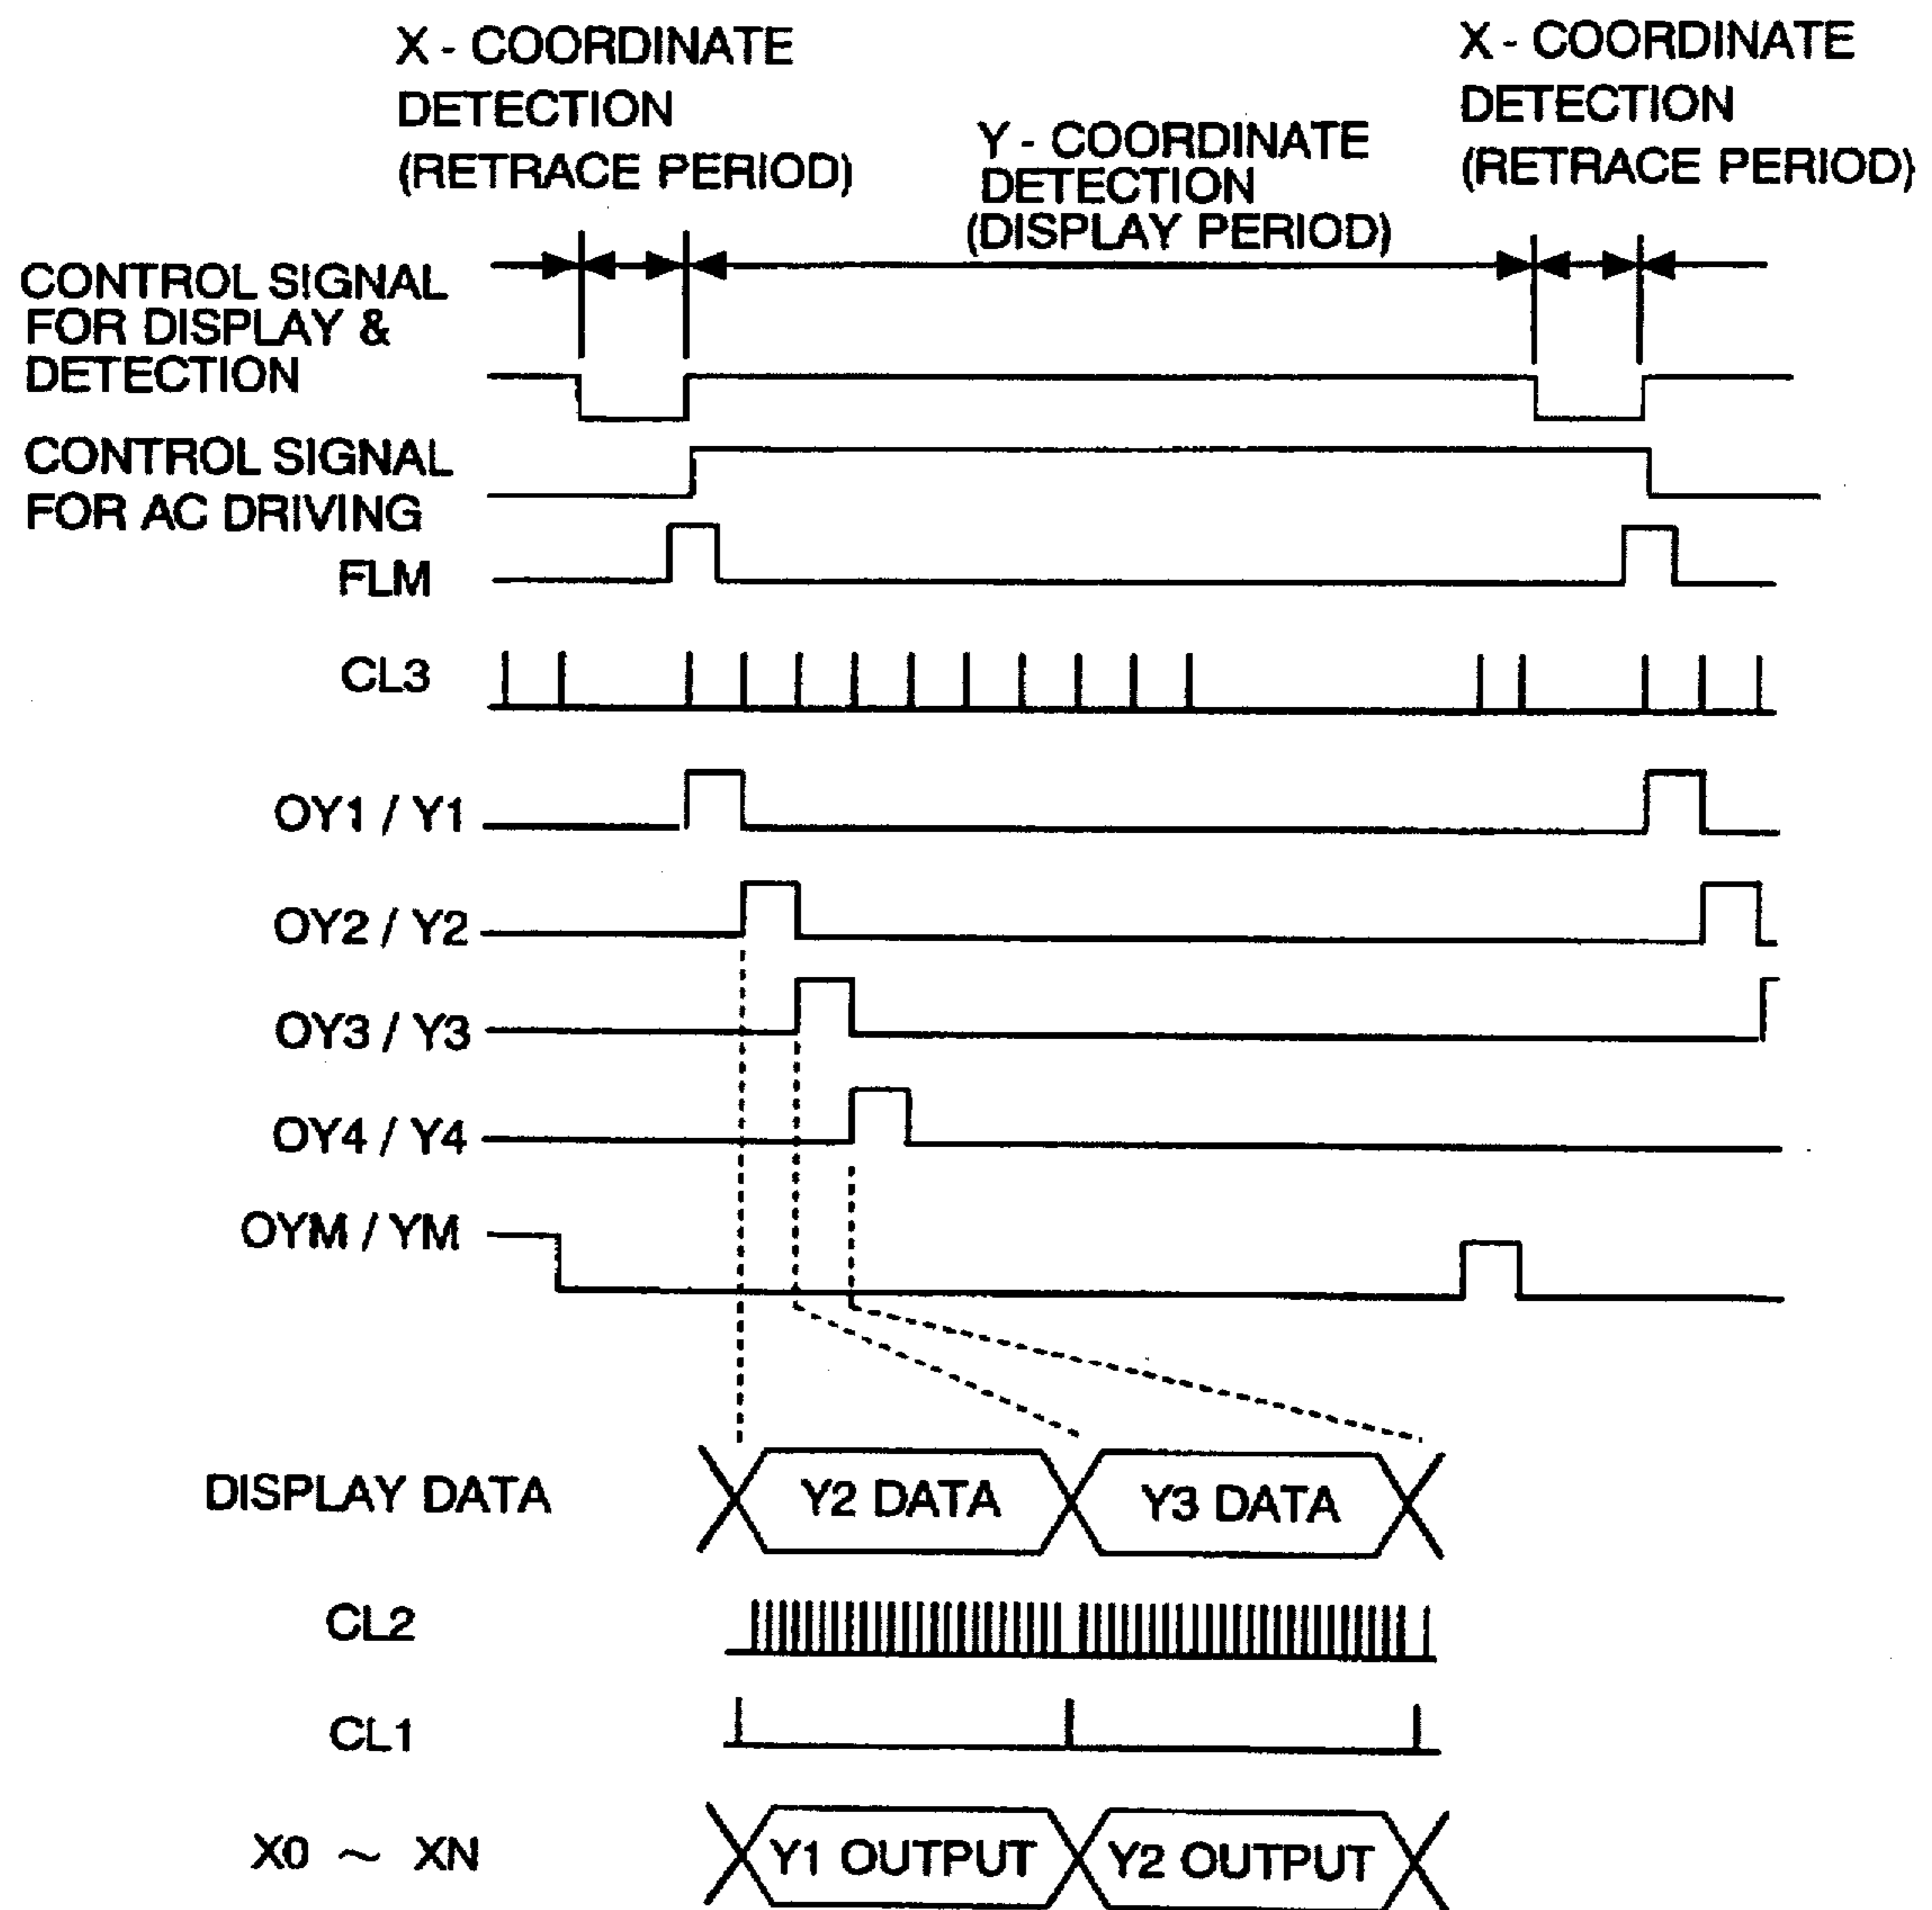 X - COORDINATE
DETECTION
(RETRACE PERIOD)
Y - COORDINATE
DETECTION
(DISPLAY PERIOD)
X - COORDINATE
DETECTION
(RETRACE PERIOD)
CONTROL SIGNAL
FOR DISPLAY &
DETECTION
CONTROL SIGNAL
FOR AC DRIVING
FLM
CL3
OY1 / Y1
OY2 / Y2
OY3 / Y3
OY4 / Y4
OYM / YM
DISPLAY DATA
Y2 DATA
Y3 DATA
CL2
CL1
X0 ~ XN
Y1 OUTPUT
Y2 OUTPUT